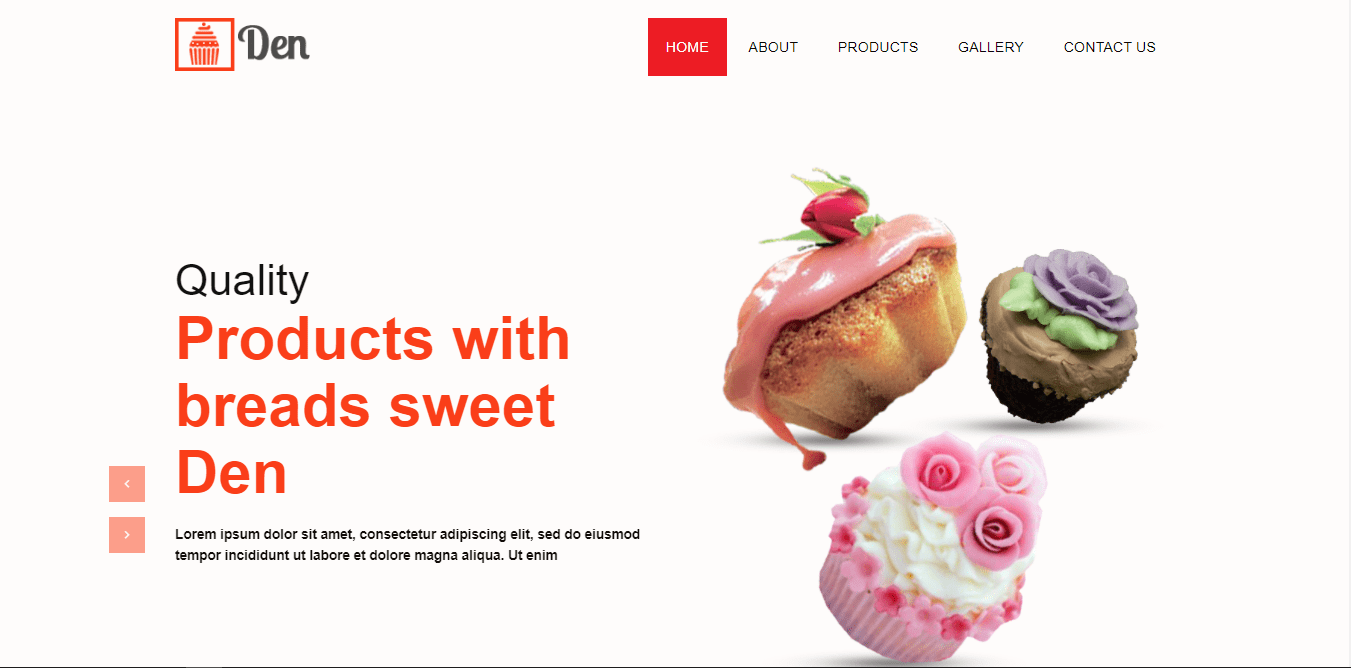 Den
HOME ABOUT PRODUCTS GALLERY CONTACT US
Quality
Products with
breads sweet
Den
Lorem ipsum dolor sit amet, consectetur adipiscing elit, sed do eiusmod
tempor incididunt ut labore et dolore magna aliqua. Ut enim